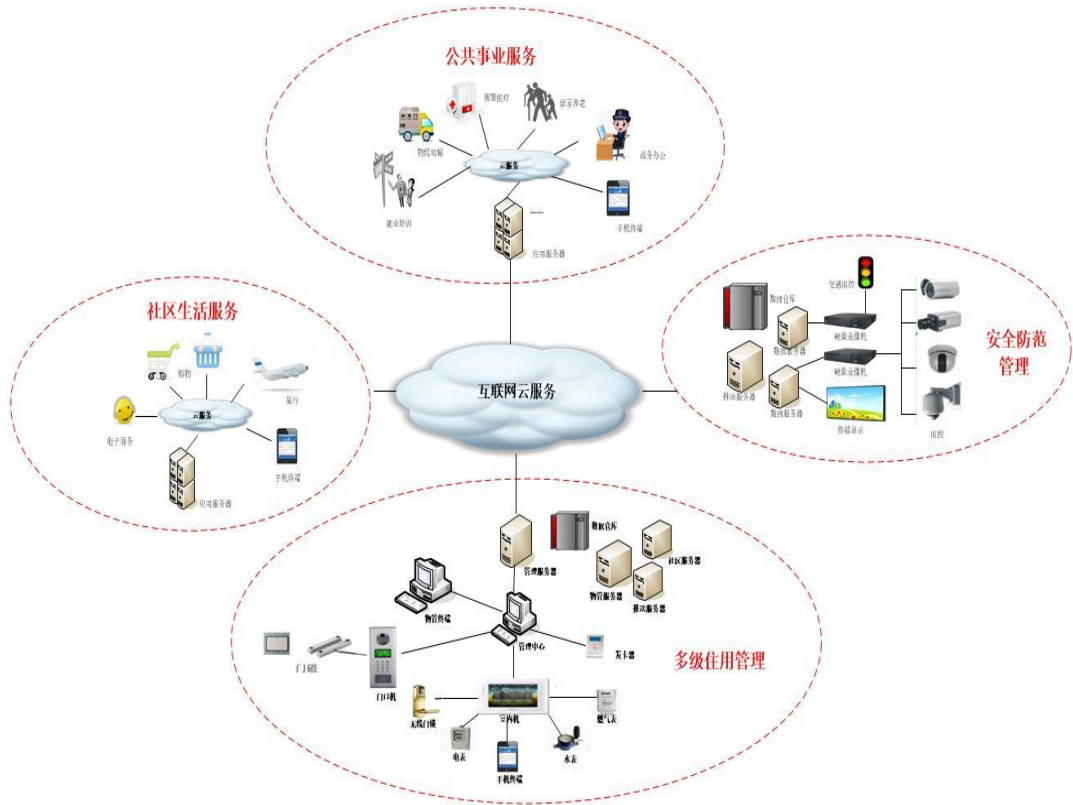 公共事业服务
智慧医疗
居家养老
物质运输
政务办公
云服务
就业培训
......
手机终端
应用服务器
社区生活服务
购物
旅行
云服务
电子商务
手机终端
应用服务器
互联网云服务
交通监控
数据仓库
数据服务器
硬盘录像机
安全防范
管理
硬盘录像机
推送服务器
数据服务器
终端显示
监控
数据仓库
管理服务器
社区服务器
物管服务器
推送服务器
物管终端
管理中心
发卡器
多级住用管理
门口机
无线门锁
室内机
燃气表
电表
水表
手机终端